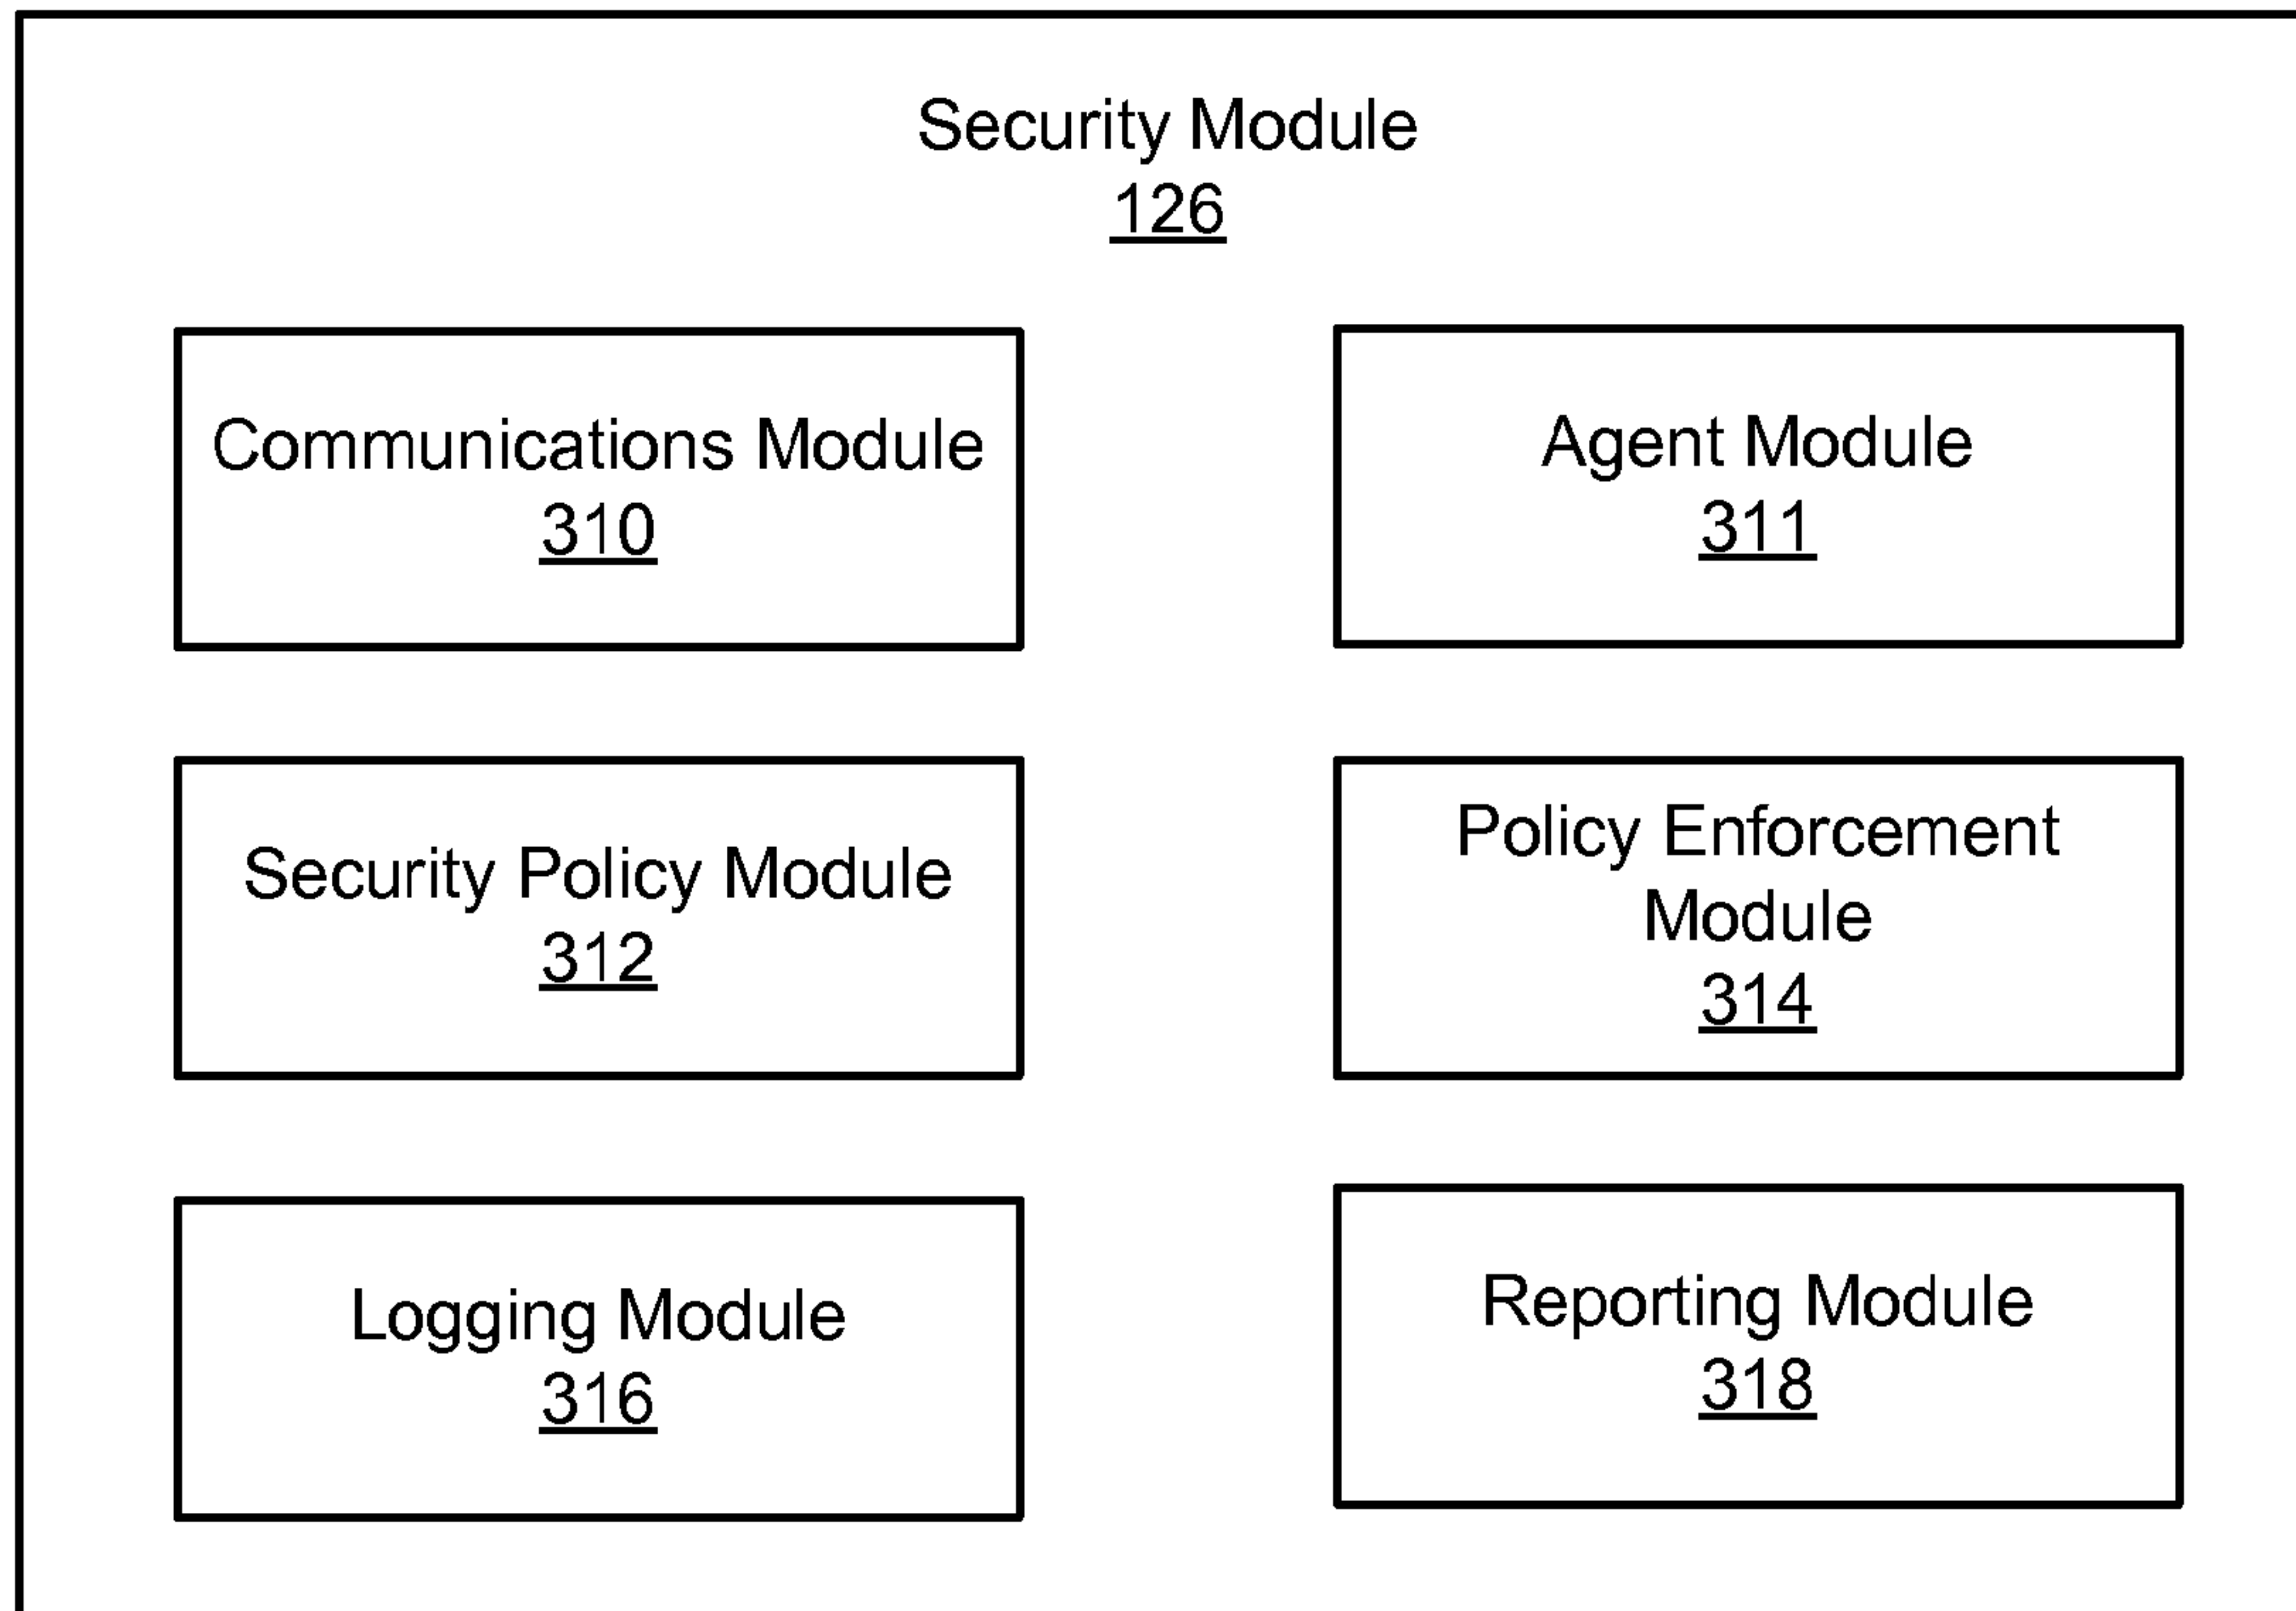 Security Module
126
Communications Module
310
Agent Module
311
Security Policy Module
312
Policy Enforcement
Module
314
Logging Module
316
Reporting Module
318